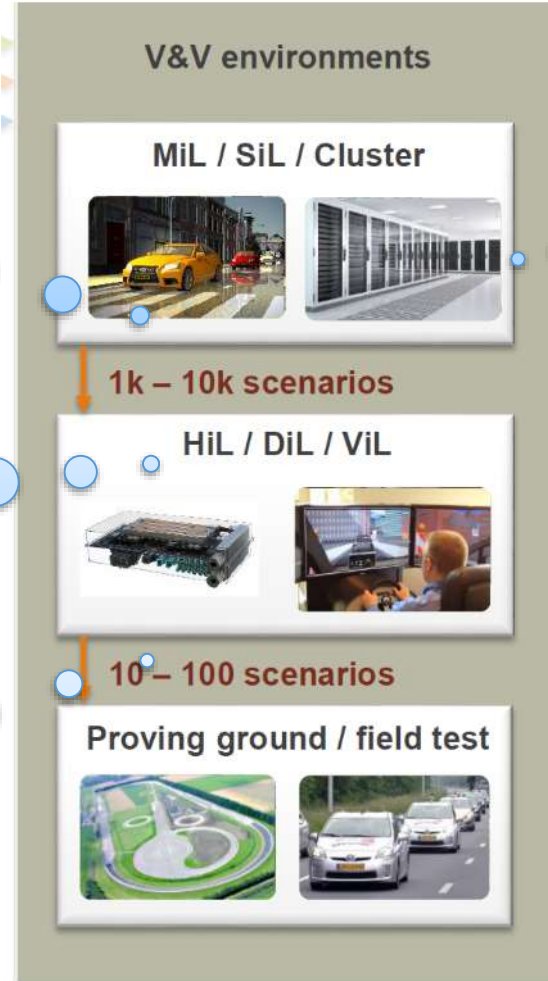 V&V environments
MiL / SiL / Cluster
1k – 10k scenarios
HiL / DiL / ViL
10 – 100 scenarios
Proving ground / field test